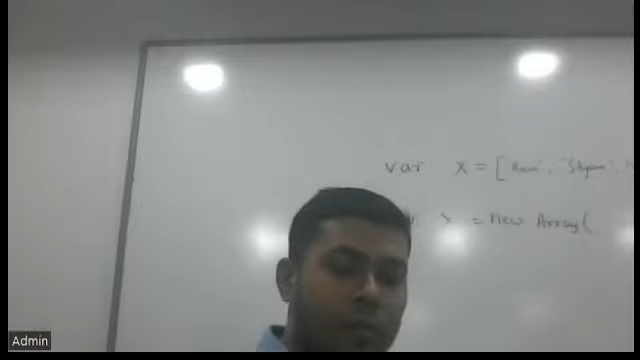 var x = ["Ram", "Shyam",
x = new Array(
Admin